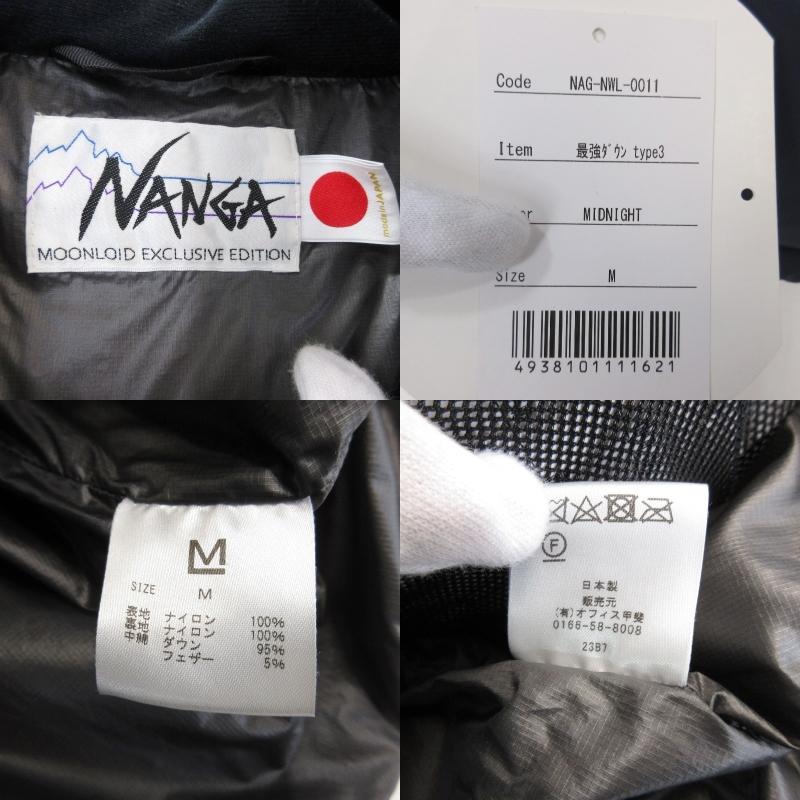 NANGA
MOONLOID EXCLUSIVE EDITION
made in JAPAN
Code NAG-NWL-0011
Item 最強ダウン type3
r MIDNIGHT
Size M
4938101111621
M
SIZE M
表地 ナイロン 100%
裏地 ナイロン 100%
中綿 ダウン 95%
フェザー 5%
F
日本製
販売元
(有)オフィス甲斐
0166-58-8008
23B7